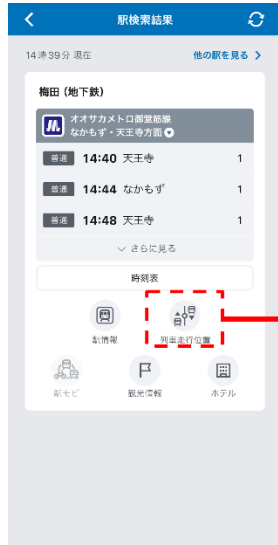 駅検索結果
14時39分 現在
他の駅を見る
梅田 (地下鉄)
オオサカメトロ御堂筋線
なかもず・天王寺方面
普通 14:40 天王寺 1
普通 14:44 なかもず 1
普通 14:48 天王寺 1
さらに見る
時刻表
駅情報 列車走行位置
駅モビ 観光情報 ホテル